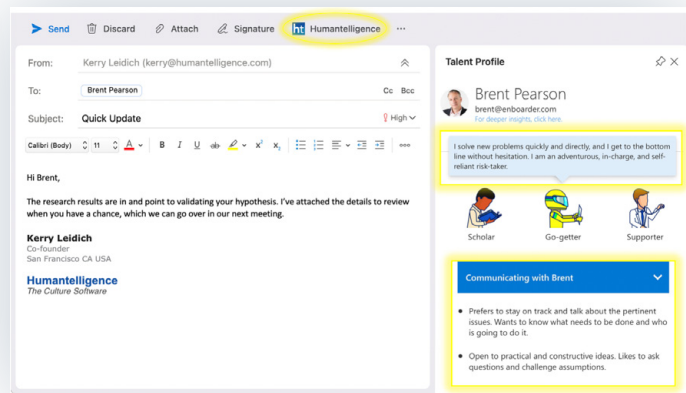 Send Discard Attach Signature ht Humantelligence ...
From: Kerry Leidich (kerry@humantelligence.com)
To: Brent Pearson Cc Bcc
Subject: Quick Update High
Calibri (Body) 11 A B I U ab x² x₂
Hi Brent,
The research results are in and point to validating your hypothesis. I've attached the details to review
when you have a chance, which we can go over in our next meeting.
Kerry Leidich
Co-founder
San Francisco CA USA
Humantelligence
The Culture Software
Talent Profile
Brent Pearson
brent@enboarder.com
For deeper insights, click here.
I solve new problems quickly and directly, and I get to the bottom
line without hesitation. I am an adventurous, in-charge, and self-
reliant risk-taker.
Scholar Go-getter Supporter
Communicating with Brent
• Prefers to stay on track and talk about the pertinent
issues. Wants to know what needs to be done and who
is going to do it.
• Open to practical and constructive ideas. Likes to ask
questions and challenge assumptions.